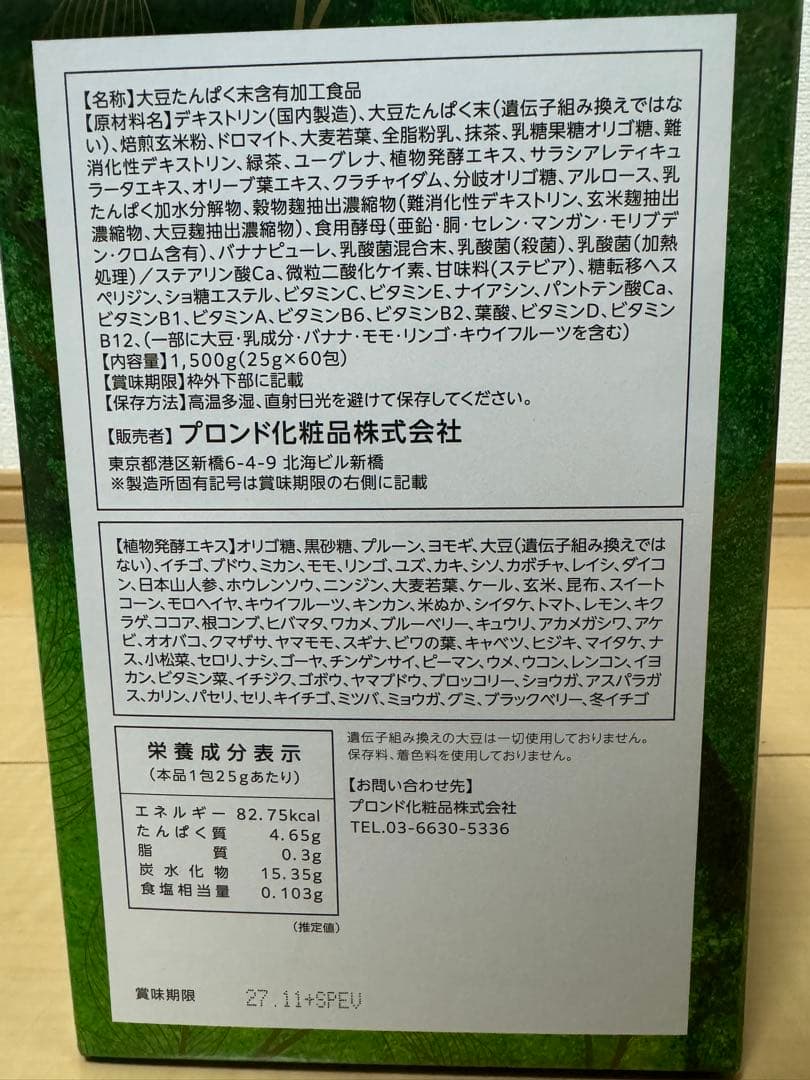 【名称】大豆たんぱく末含有加工食品
【原材料名】デキストリン(国内製造)、大豆たんぱく末(遺伝子組み換えではな
い)、焙煎玄米粉、ドロマイト、大麦若葉、全脂粉乳、抹茶、乳糖果糖オリゴ糖、難
消化性デキストリン、緑茶、ユーグレナ、植物発酵エキス、サラシアレティキュ
ラータエキス、オリーブ葉エキス、クラチャイダム、分岐オリゴ糖、アルロース、乳
たんぱく加水分解物、穀物麹抽出濃縮物(難消化性デキストリン、玄米麹抽出
濃縮物、大豆麹抽出濃縮物)、食用酵母(亜鉛・胴・セレン・マンガン・モリブデ
ン・クロム含有)、バナナピューレ、乳酸菌混合末、乳酸菌(殺菌)、乳酸菌(加熱
処理)/ステアリン酸Ca、微粒二酸化ケイ素、甘味料(ステビア)、糖転移ヘス
ペリジン、ショ糖エステル、ビタミンC、ビタミンE、ナイアシン、パントテン酸Ca、
ビタミンB1、ビタミンA、ビタミンB6、ビタミンB2、葉酸、ビタミンD、ビタミン
B12、(一部に大豆・乳成分・バナナ・モモ・リンゴ・キウイフルーツを含む)
【内容量】1,500g(25g×60包)
【賞味期限】枠外下部に記載
【保存方法】高温多湿、直射日光を避けて保存してください。
【販売者】プロンド化粧品株式会社
東京都港区新橋6-4-9 北海ビル新橋
※製造所固有記号は賞味期限の右側に記載
【植物発酵エキス】オリゴ糖、黒砂糖、プルーン、ヨモギ、大豆(遺伝子組み換えでは
ない)、イチゴ、ブドウ、ミカン、モモ、リンゴ、ユズ、カキ、シソ、カボチャ、レイシ、ダイコ
ン、日本山人参、ホウレンソウ、ニンジン、大麦若葉、ケール、玄米、昆布、スイート
コーン、モロヘイヤ、キウイフルーツ、キンカン、米ぬか、シイタケ、トマト、レモン、キク
ラゲ、ココア、根コンブ、ヒバマタ、ワカメ、ブルーベリー、キュウリ、アカメガシワ、アケ
ビ、オオバコ、クマザサ、ヤマモモ、スギナ、ビワの葉、キャベツ、ヒジキ、マイタケ、ナ
ス、小松菜、セロリ、ナシ、ゴーヤ、チンゲンサイ、ピーマン、ウメ、ウコン、レンコン、イヨ
カン、ビタミン菜、イチジク、ゴボウ、ヤマブドウ、ブロッコリー、ショウガ、アスパラガ
ス、カリン、パセリ、セリ、キイチゴ、ミツバ、ミョウガ、グミ、ブラックベリー、冬イチゴ
栄養成分表示
(本品1包25gあたり)
エネルギー 82.75kcal
たんぱく質 4.65g
脂質 0.3g
炭水化物 15.35g
食塩相当量 0.103g
(推定値)
遺伝子組み換えの大豆は一切使用しておりません。
保存料、着色料を使用しておりません。
【お問い合わせ先】
プロンド化粧品株式会社
TEL.03-6630-5336
賞味期限 27.11+SPEV